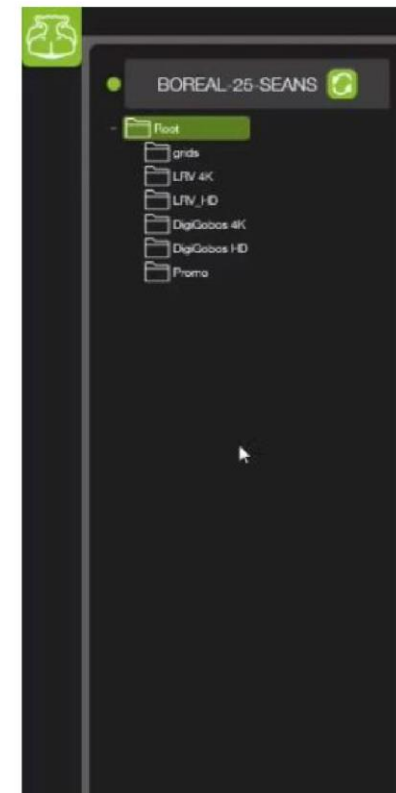 BOREAL-25-SEANS
Root
grids
LRV 4K
LRV_HD
DigiGobos 4K
DigiGobos HD
Promo